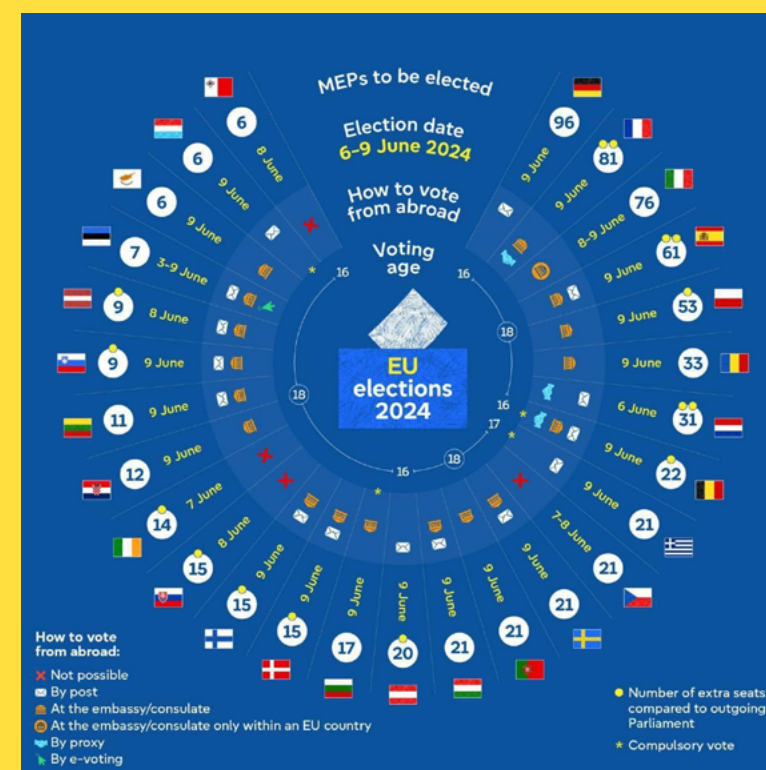 MEPs to be elected
Election date
6–9 June 2024
How to vote
from abroad
Voting
age
96
9 June
81
9 June
76
8–9 June
61
9 June
53
9 June
33
9 June
31
6 June
22
9 June
21
9 June
21
7–8 June
21
9 June
21
9 June
21
9 June
20
9 June
17
9 June
15
9 June
15
9 June
15
8 June
14
7 June
12
9 June
11
9 June
9
9 June
9
8 June
7
3–9 June
6
9 June
6
9 June
6
8 June
16
18
16
17
18
16
18
16
EU
elections
2024
How to vote
from abroad:
Not possible
By post
At the embassy/consulate
At the embassy/consulate only within an EU country
By proxy
By e-voting
Number of extra seats
compared to outgoing
Parliament
* Compulsory vote